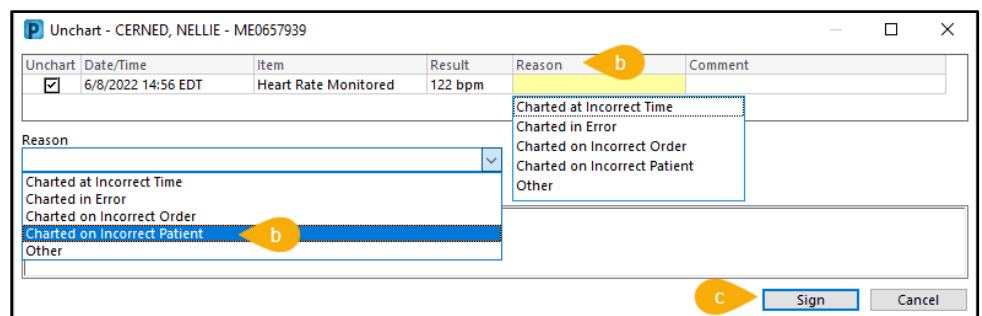 P Unchart - CERNED, NELLIE - ME0657939
Unchart Date/Time Item Result Reason b Comment
6/8/2022 14:56 EDT Heart Rate Monitored 122 bpm
Charted at Incorrect Time
Charted in Error
Charted on Incorrect Order
Charted on Incorrect Patient
Other
Reason
Charted at Incorrect Time
Charted in Error
Charted on Incorrect Order
Charted on Incorrect Patient b
Other
c Sign Cancel